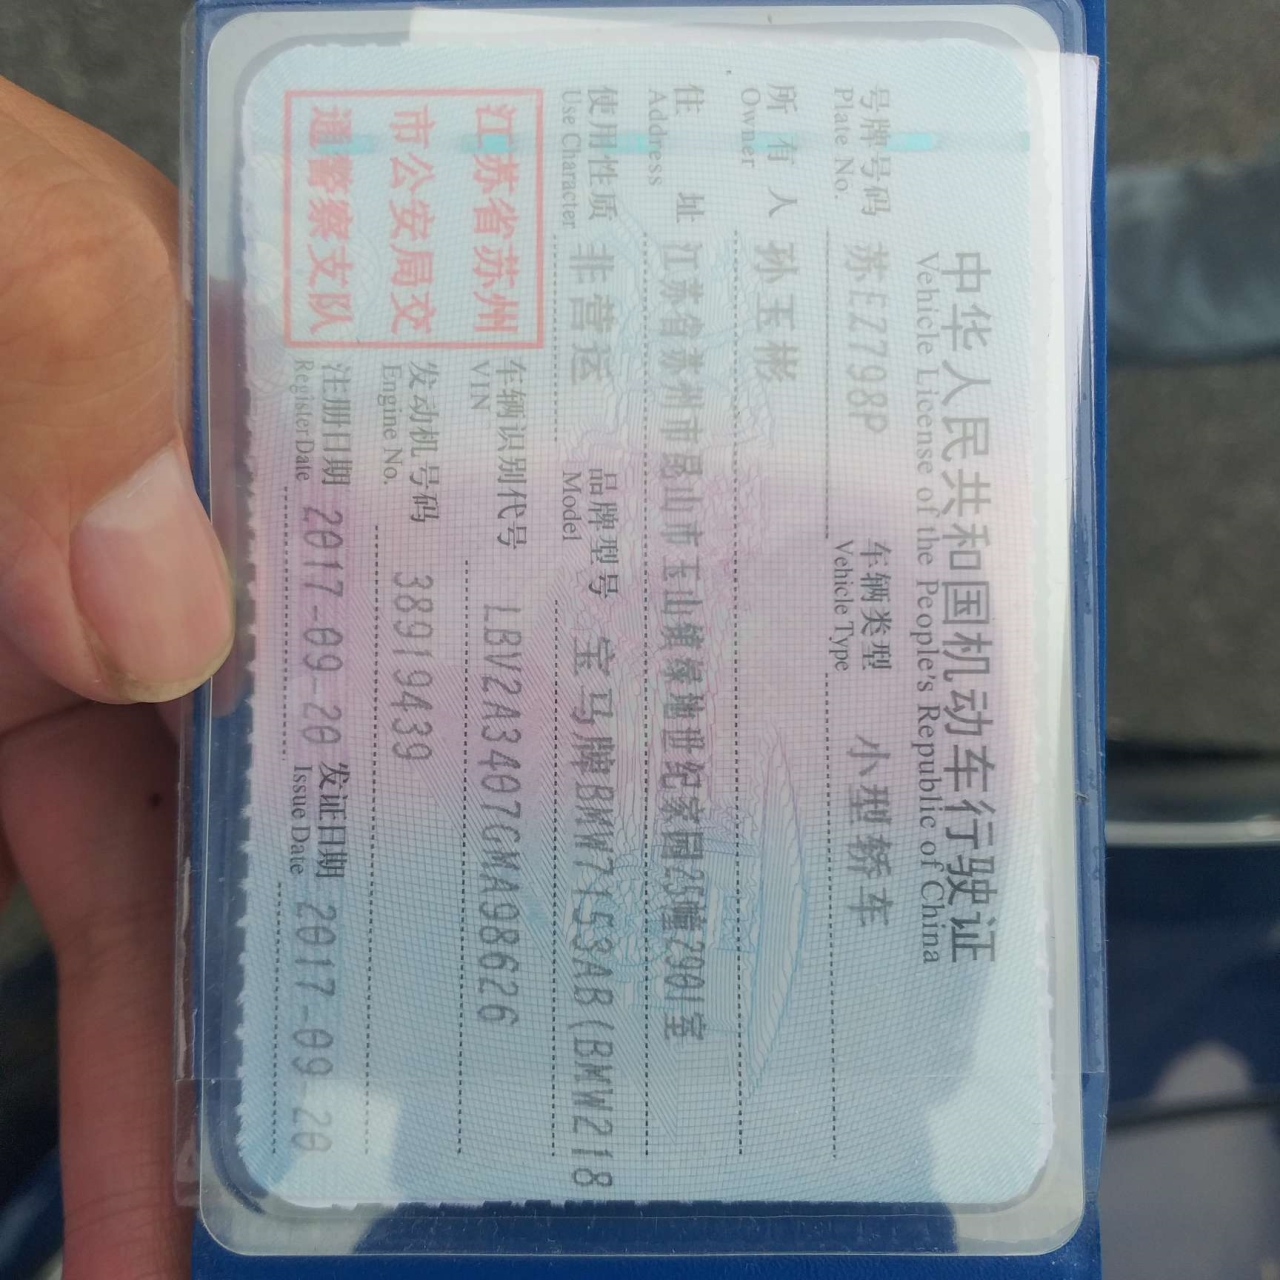 中华人民共和国机动车行驶证
Vehicle License of the People's Republic of China
号牌号码 苏EZ798P 车辆类型 小型轿车
Plate No. Vehicle Type
所有人 孙玉彬
Owner
住址 江苏省苏州市昆山市玉山镇绿地世纪家园25幢2901室
Address
使用性质 非营运 品牌型号 宝马牌BMW7153AB(BMW218
Use Character Model
江苏省苏州
市公安局交
通警察支队
车辆识别代号 LBV2A3407GMA98626
VIN
发动机号码 38919439
Engine No.
注册日期 2017-09-20 发证日期 2017-09-20
Register Date Issue Date